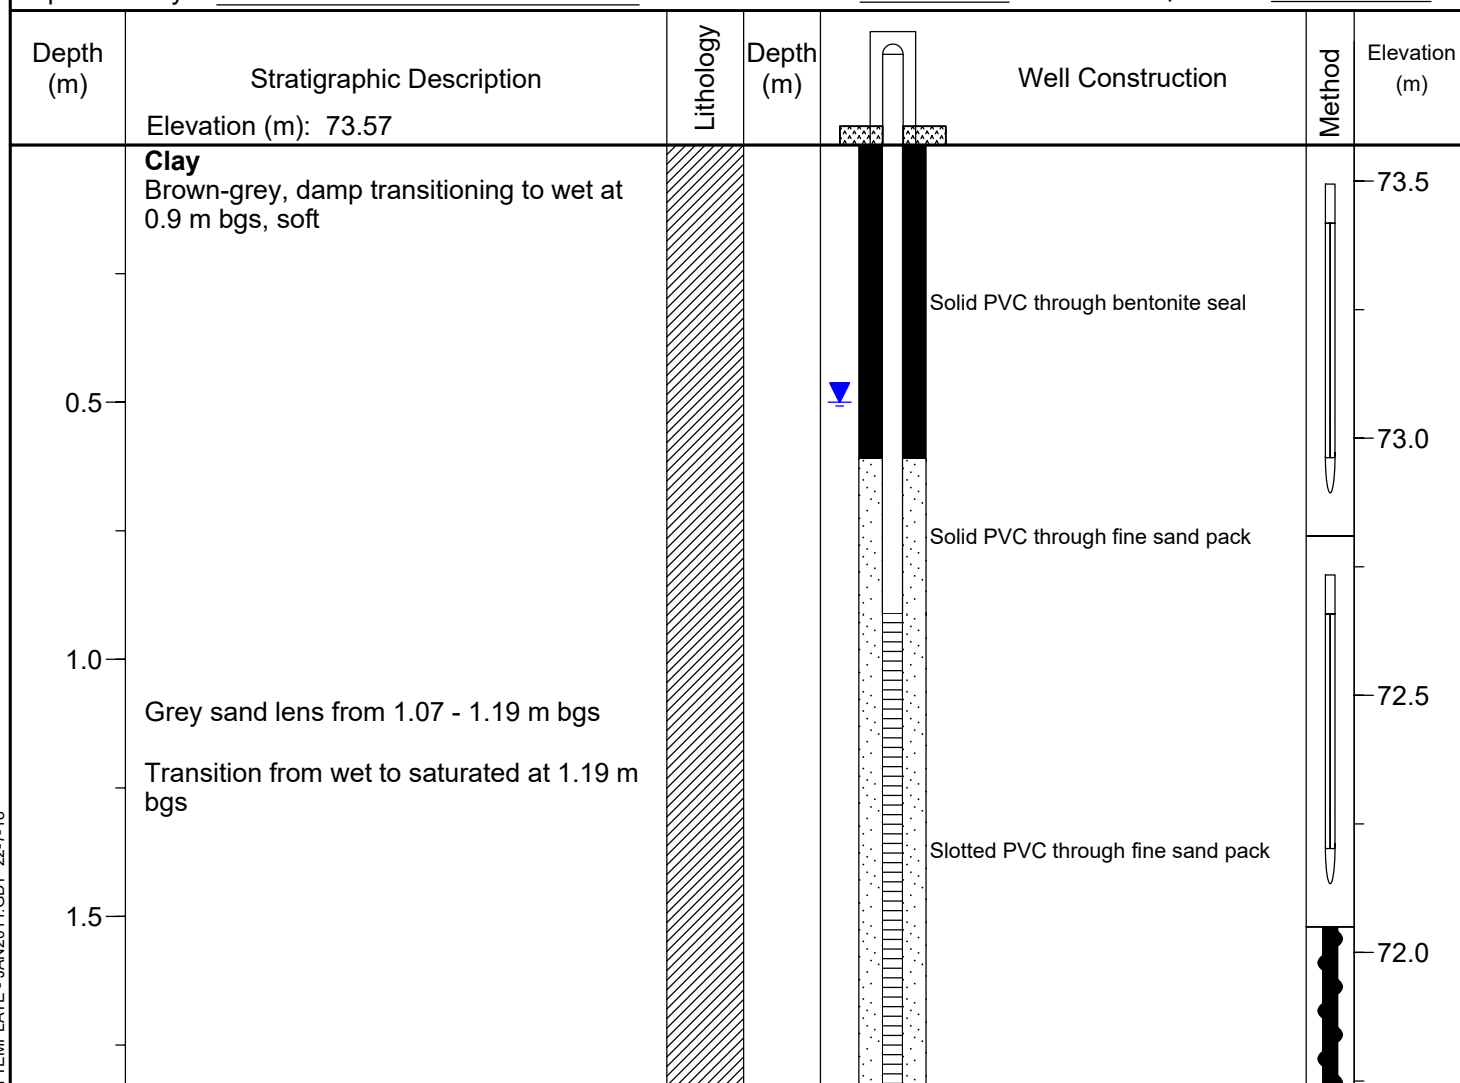 Depth
(m)
Stratigraphic Description
Elevation (m): 73.57
Lithology
Depth
(m)
Well Construction
Method
Elevation
(m)
Clay
Brown-grey, damp transitioning to wet at
0.9 m bgs, soft
73.5
Solid PVC through bentonite seal
0.5
73.0
Solid PVC through fine sand pack
1.0
72.5
Grey sand lens from 1.07 - 1.19 m bgs
Transition from wet to saturated at 1.19 m
bgs
Slotted PVC through fine sand pack
1.5
72.0